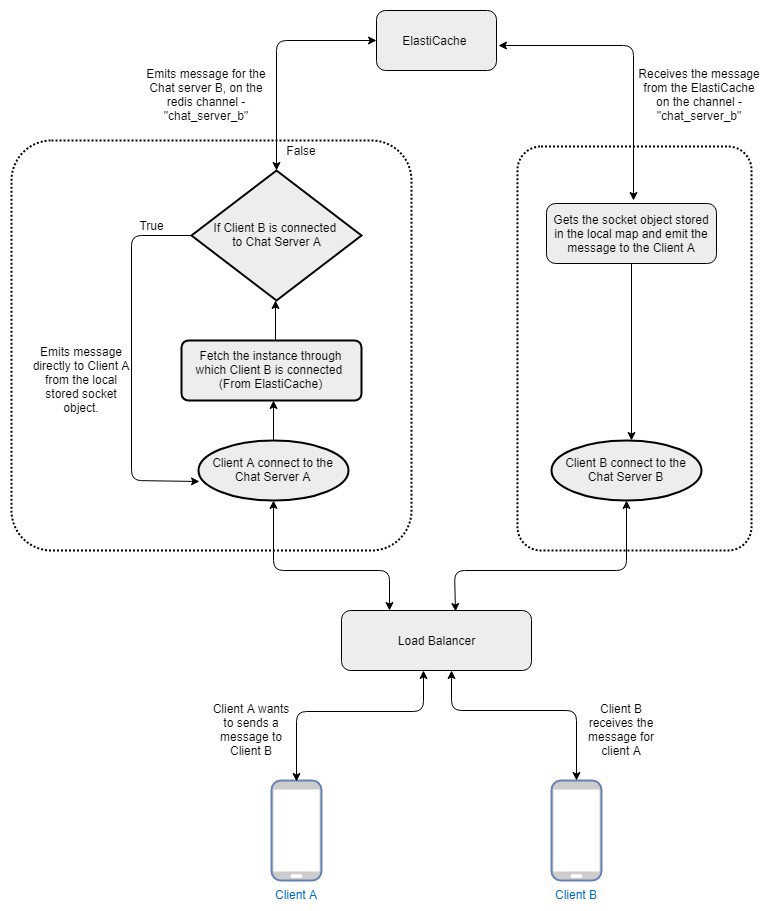 ElastiCache
Emits message for the
Chat server B, on the
redis channel -
"chat_server_b"
Receives the message
from the ElastiCache
on the channel -
"chat_server_b"
False
True
If Client B is connected
to Chat Server A
Gets the socket object stored
in the local map and emit the
message to the Client A
Emits message
directly to Client A
from the local
stored socket
object.
Fetch the instance through
which Client B is connected
(From ElastiCache)
Client A connect to the
Chat Server A
Client B connect to the
Chat Server B
Load Balancer
Client A wants
to sends a
message to
Client B
Client B
receives the
message for
client A
Client A
Client B